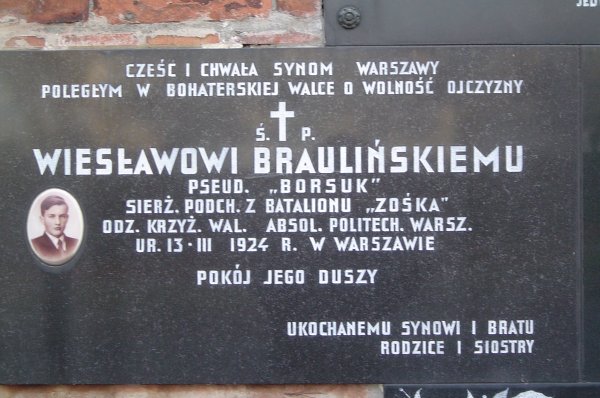 JED
CZEŚĆ I CHWAŁA SYNOM WARSZAWY
POLEGŁYM W BOHATERSKIEJ WALCE O WOLNOŚĆ OJCZYZNY
Ś. P.
WIESŁAWOWI BRAULIŃSKIEMU
PSEUD. „BORSUK"
SIERŻ. PODCH. Z BATALIONU „ZOŚKA"
ODZ. KRZYŻ. WAL. ABSOL. POLITECH. WARSZ.
UR. 13·III 1924 R. W WARSZAWIE
POKÓJ JEGO DUSZY
UKOCHANEMU SYNOWI I BRATU
RODZICE I SIOSTRY